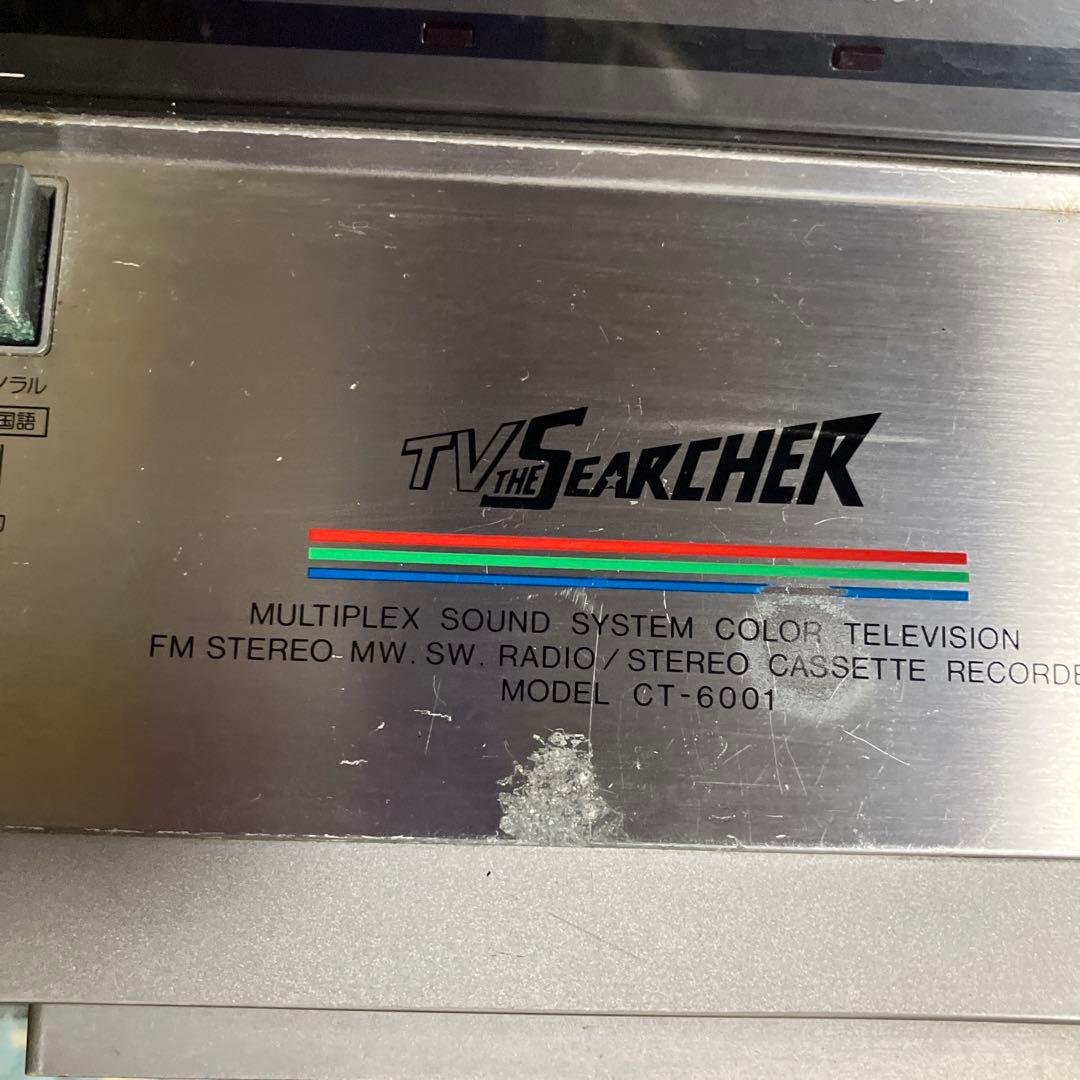 ラル
国語
TV THE SEARCHER
MULTIPLEX SOUND SYSTEM COLOR TELEVISION
FM STEREO MW. SW. RADIO / STEREO CASSETTE RECORDE
MODEL CT-6001